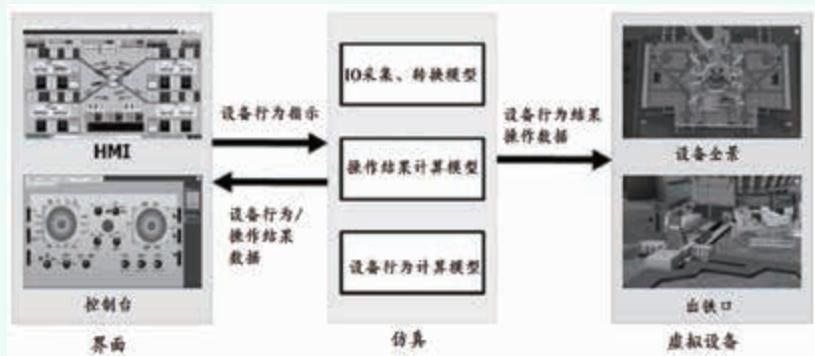 HMI
控制台
界面
设备行为指示
设备行为/
操作结果
数据
IO采集、转换模型
操作结果计算模型
设备行为计算模型
仿真
设备行为结果
操作数据
设备全景
出铁口
虚拟设备